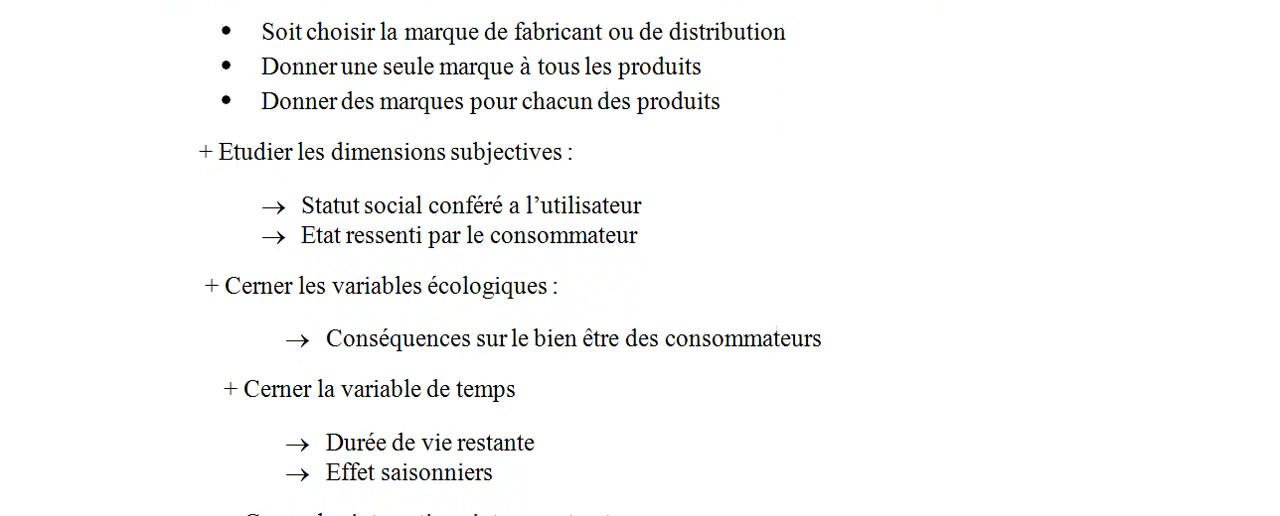 • Soit choisir la marque de fabricant ou de distribution
• Donner une seule marque à tous les produits
• Donner des marques pour chacun des produits
+ Etudier les dimensions subjectives :
→ Statut social conféré a l’utilisateur
→ Etat ressenti par le consommateur
+ Cerner les variables écologiques :
→ Conséquences sur le bien être des consommateurs
+ Cerner la variable de temps
→ Durée de vie restante
→ Effet saisonniers